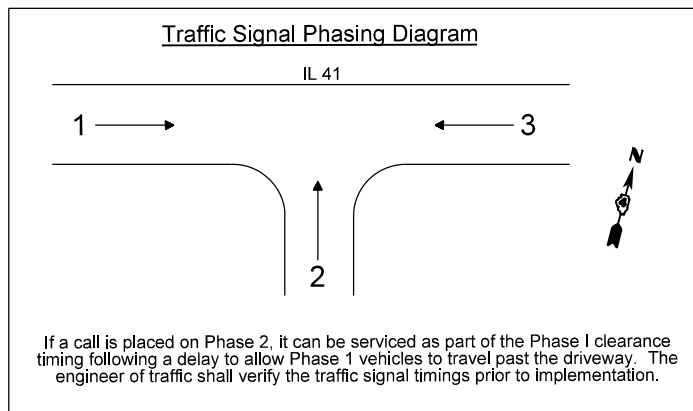 Traffic Signal Phasing Diagram
IL 41
1
3
N
2
If a call is placed on Phase 2, it can be serviced as part of the Phase I clearance
timing following a delay to allow Phase 1 vehicles to travel past the driveway. The
engineer of traffic shall verify the traffic signal timings prior to implementation.